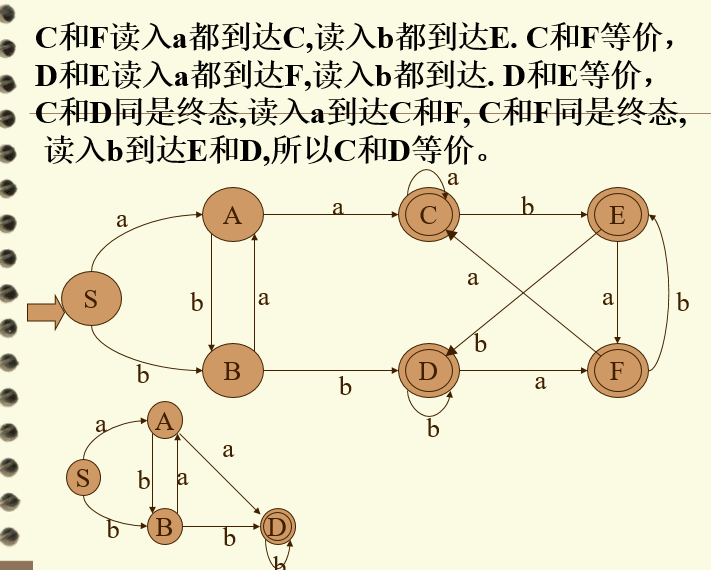 C和F读入a都到达C,读入b都到达E. C和F等价，
D和E读入a都到达F,读入b都到达. D和E等价，
C和D同是终态,读入a到达C和F, C和F同是终态,
读入b到达E和D,所以C和D等价。
a
a A a C b E
S b a a a b
b B b D b a F
b
a A a
S b a
b B b D
b